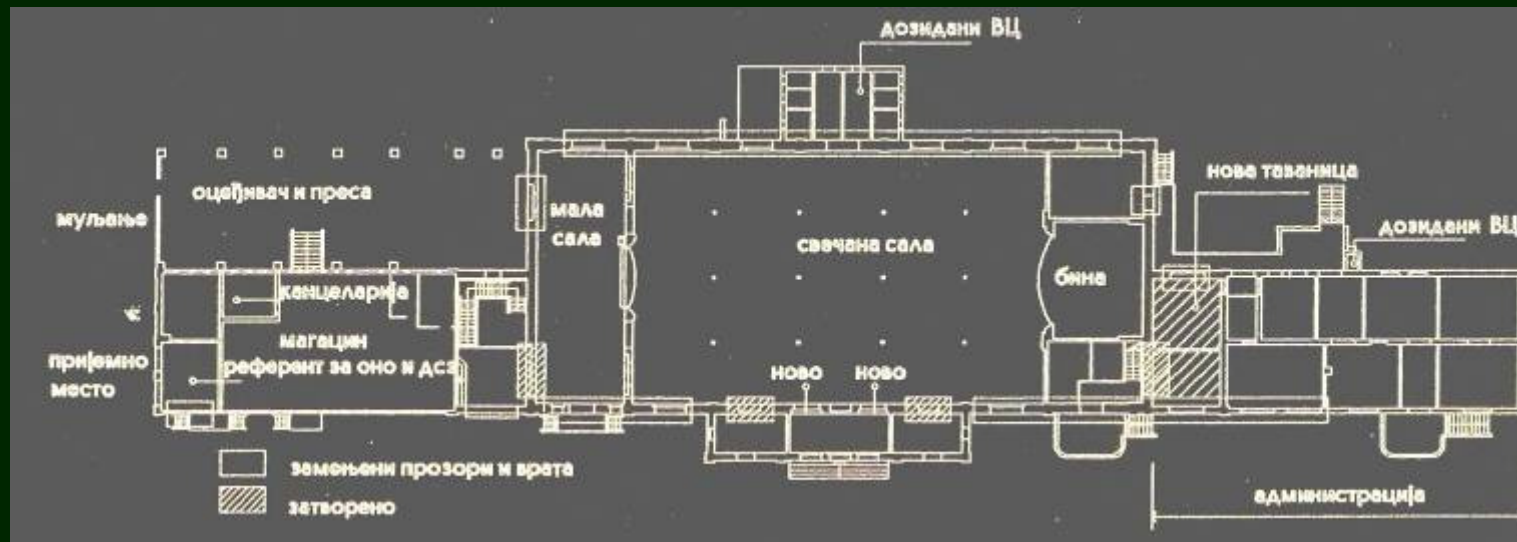 дозидани ВЦ
оцеђивач и преса
муљање
мала
сала
свечана сала
бина
нова таваница
дозидани ВЦ
канцеларија
магацин
референт за оно и дсз
пријемно
место
ново
ново
замењени прозори и врата
затворено
администрација